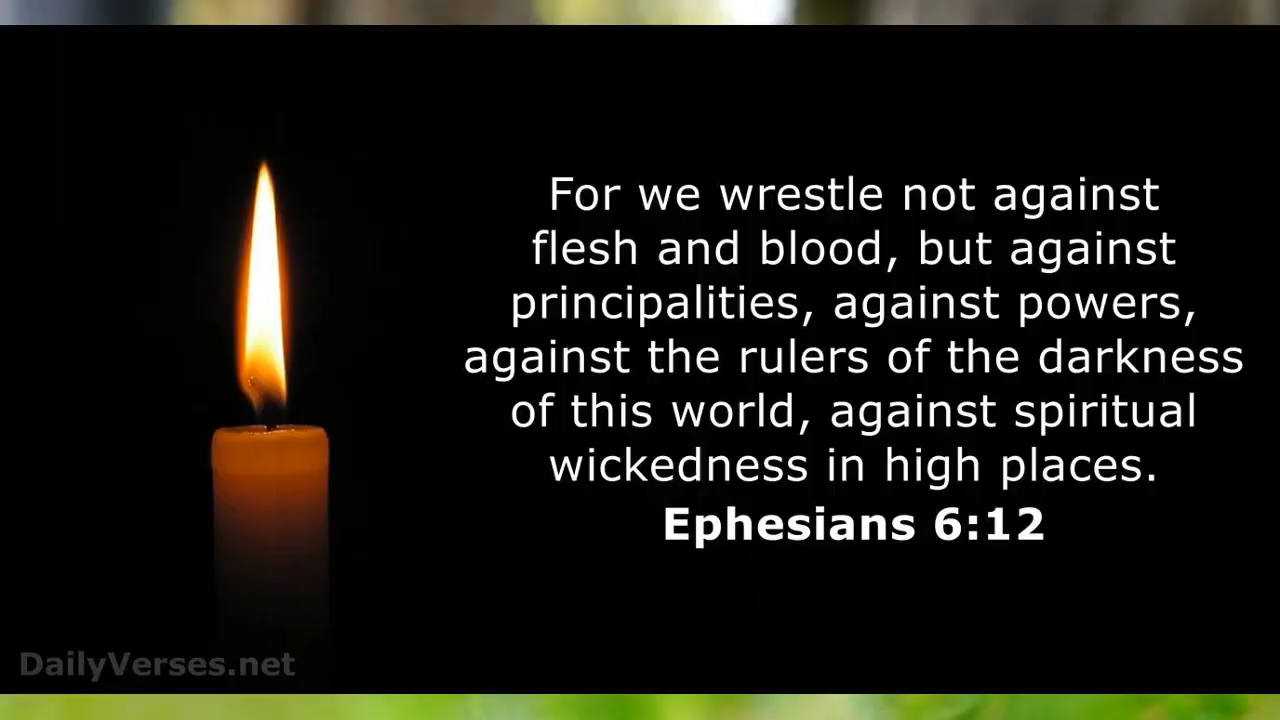 For we wrestle not against
flesh and blood, but against
principalities, against powers,
against the rulers of the darkness
of this world, against spiritual
wickedness in high places.
Ephesians 6:12
DailyVerses.net